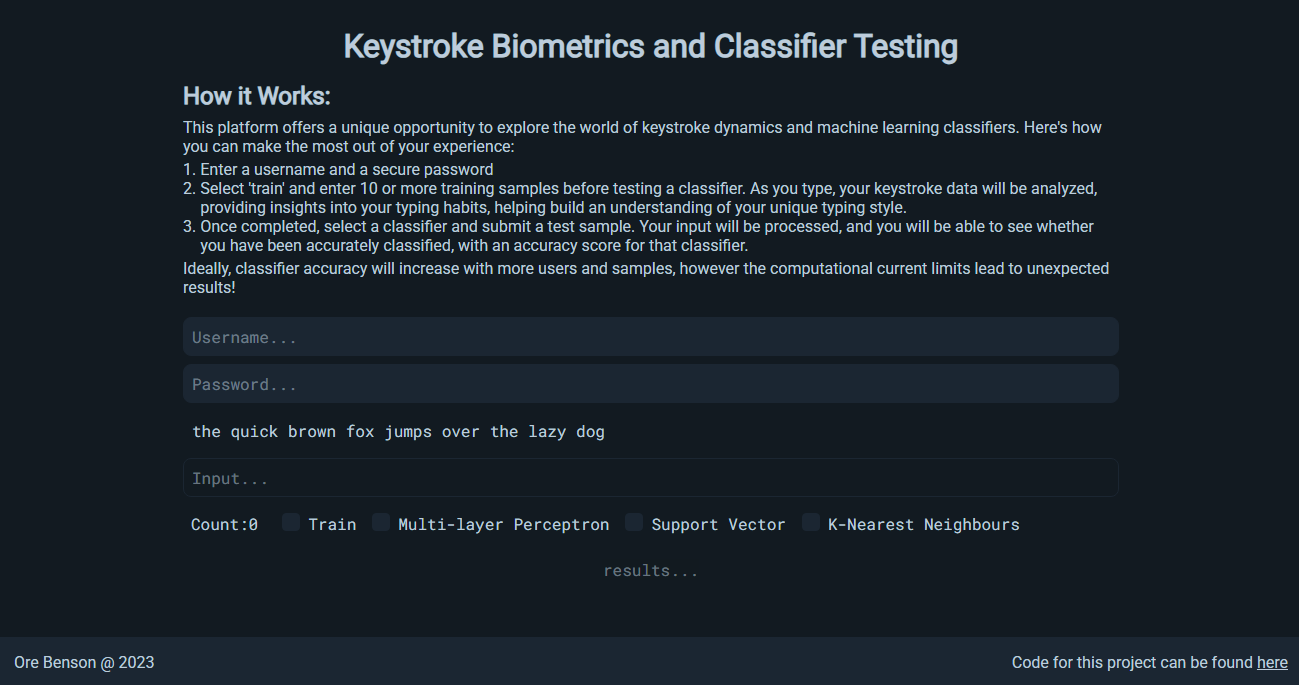 Keystroke Biometrics and Classifier Testing
How it Works:
This platform offers a unique opportunity to explore the world of keystroke dynamics and machine learning classifiers. Here's how
you can make the most out of your experience:
1. Enter a username and a secure password
2. Select 'train' and enter 10 or more training samples before testing a classifier. As you type, your keystroke data will be analyzed,
providing insights into your typing habits, helping build an understanding of your unique typing style.
3. Once completed, select a classifier and submit a test sample. Your input will be processed, and you will be able to see whether
you have been accurately classified, with an accuracy score for that classifier.
Ideally, classifier accuracy will increase with more users and samples, however the computational current limits lead to unexpected
results!
Username...
Password...
the quick brown fox jumps over the lazy dog
Input...
Count:0 Train Multi-layer Perceptron Support Vector K-Nearest Neighbours
results...
Ore Benson @ 2023 Code for this project can be found here